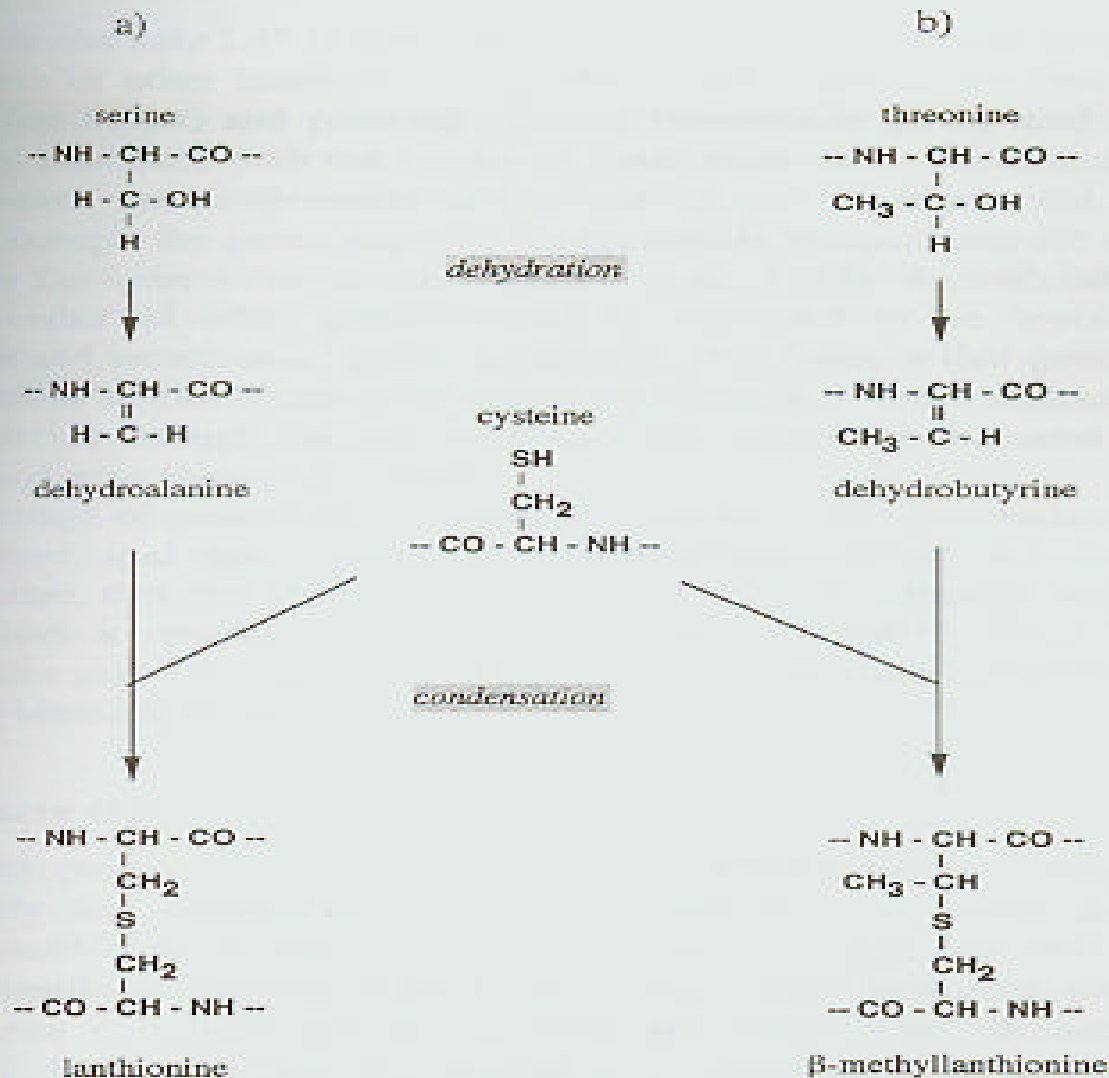 a)
b)
serine
threonine
-- NH - CH - CO --
-- NH - CH - CO --
H - C - OH
CH₃ - C - OH
H
H
dehydration
-- NH - CH - CO --
-- NH - CH - CO --
H - C - H
CH₃ - C - H
dehydroalanine
dehydrobutyrine
cysteine
SH
CH₂
-- CO - CH - NH --
condensation
-- NH - CH - CO --
-- NH - CH - CO --
CH₂
CH₃ - CH
S
S
CH₂
CH₂
-- CO - CH - NH --
-- CO - CH - NH --
lanthionine
β-methyllanthionine